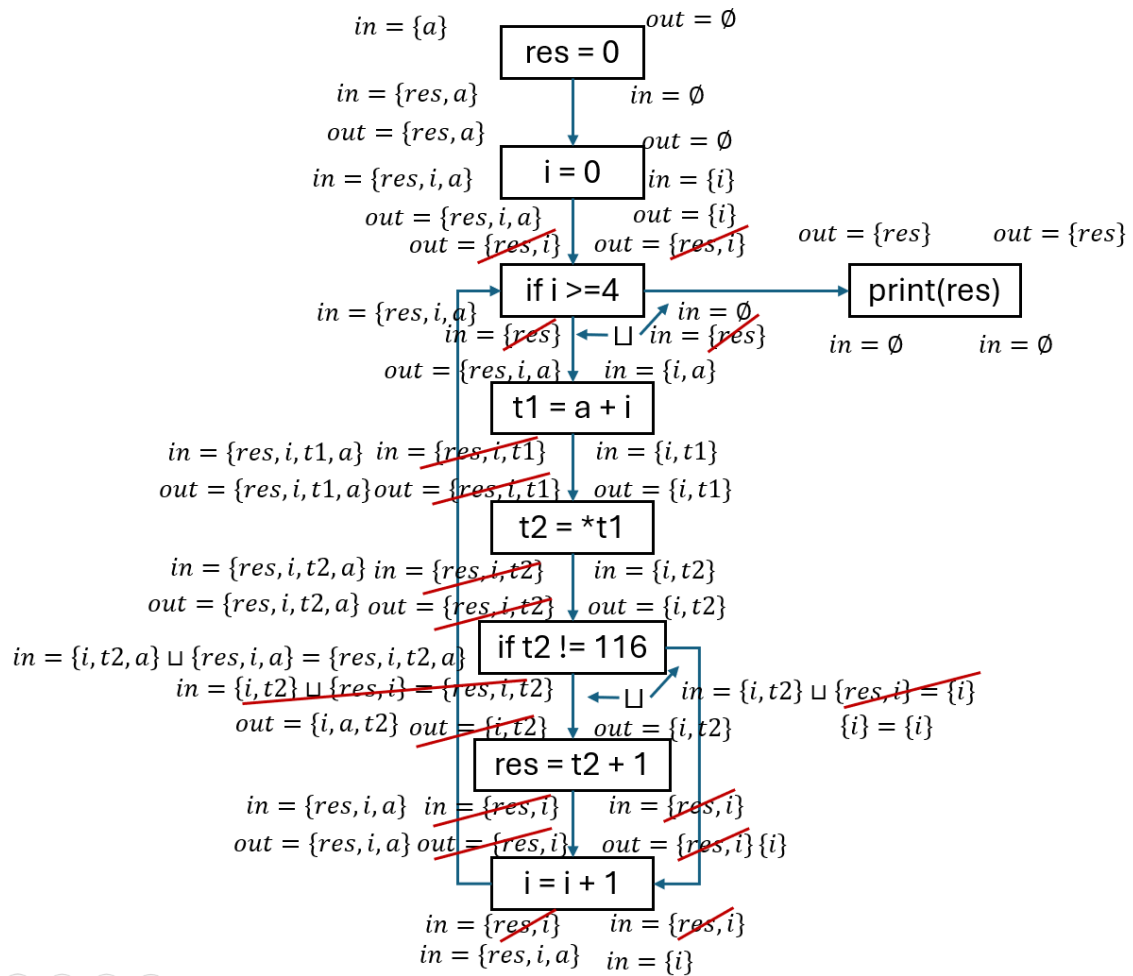 in = {a}
out = ∅
res = 0
in = {res, a}
in = ∅
out = {res, a}
out = ∅
i = 0
in = {res, i, a}
in = {i}
out = {res, i, a}
out = {i}
out = {res, i}
out = {res, i}
out = {res}
out = {res}
if i >=4
print(res)
in = {res, i, a}
in = ∅
in = {res}
⊔
in = {res}
in = ∅
in = ∅
out = {res, i, a}
in = {i, a}
t1 = a + i
in = {res, i, t1, a}
in = {res, i, t1}
in = {i, t1}
out = {res, i, t1, a}
out = {res, i, t1}
out = {i, t1}
t2 = *t1
in = {res, i, t2, a}
in = {res, i, t2}
in = {i, t2}
out = {res, i, t2, a}
out = {res, i, t2}
out = {i, t2}
if t2 != 116
in = {i, t2, a} ⊔ {res, i, a} = {res, i, t2, a}
in = {i, t2} ⊔ {res, i} = {res, i, t2}
⊔
in = {i, t2} ⊔ {res, i} = {i}
out = {i, a, t2}
out = {i, t2}
out = {i, t2}
{i} = {i}
res = t2 + 1
in = {res, i, a}
in = {res, i}
in = {res, i}
out = {res, i, a}
out = {res, i}
out = {res, i} {i}
i = i + 1
in = {res, i}
in = {res, i}
in = {res, i, a}
in = {i}